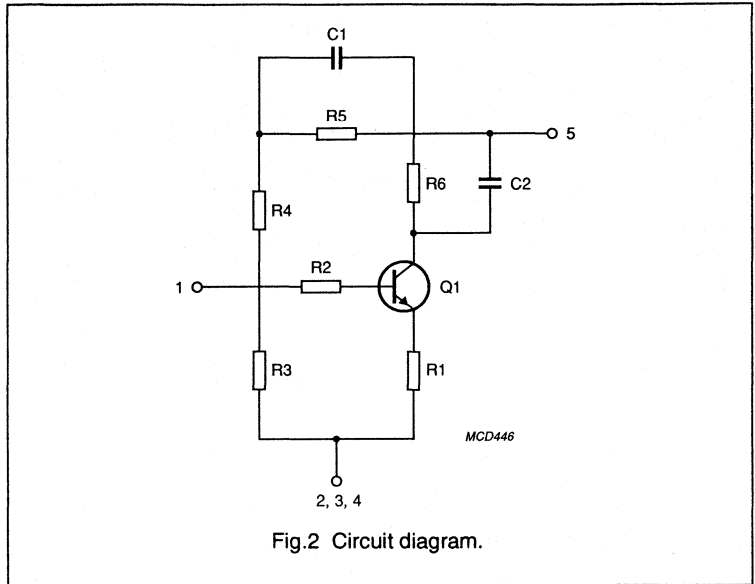 C1
R5
5
R6
C2
R4
R2
1
Q1
R3
R1
MCD446
2, 3, 4
Fig.2 Circuit diagram.